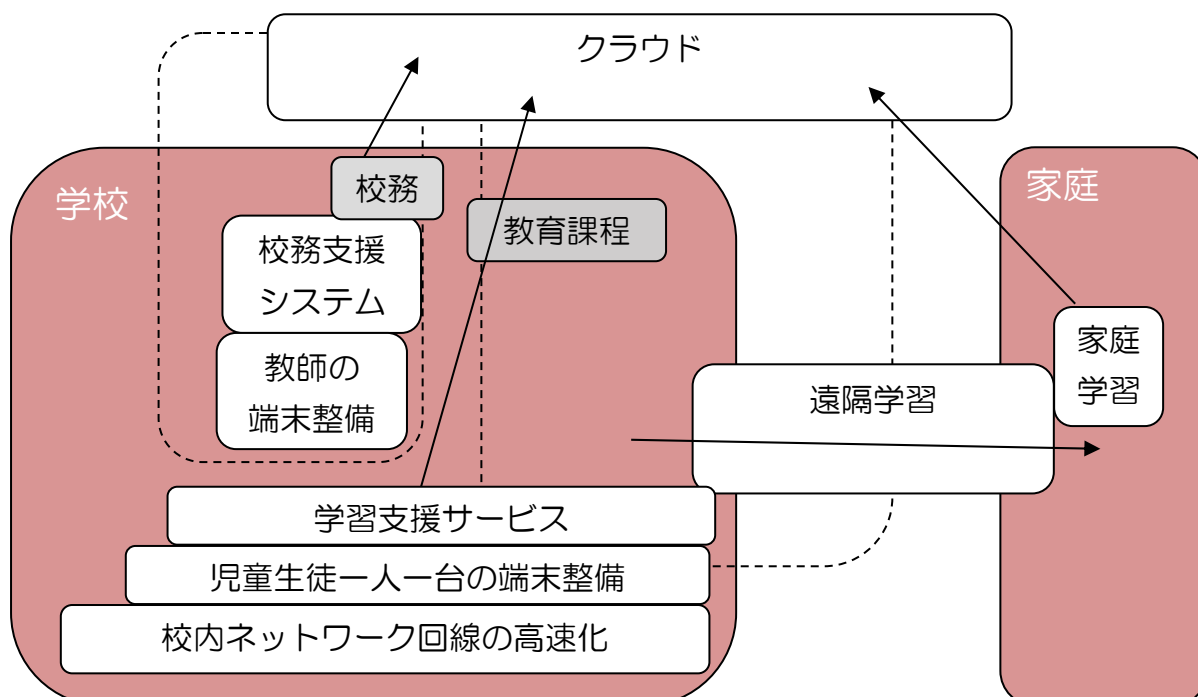 クラウド
学校
校務
家庭
教育課程
校務支援
システム
教師の
端末整備
家庭
学習
遠隔学習
学習支援サービス
児童生徒一人一台の端末整備
校内ネットワーク回線の高速化